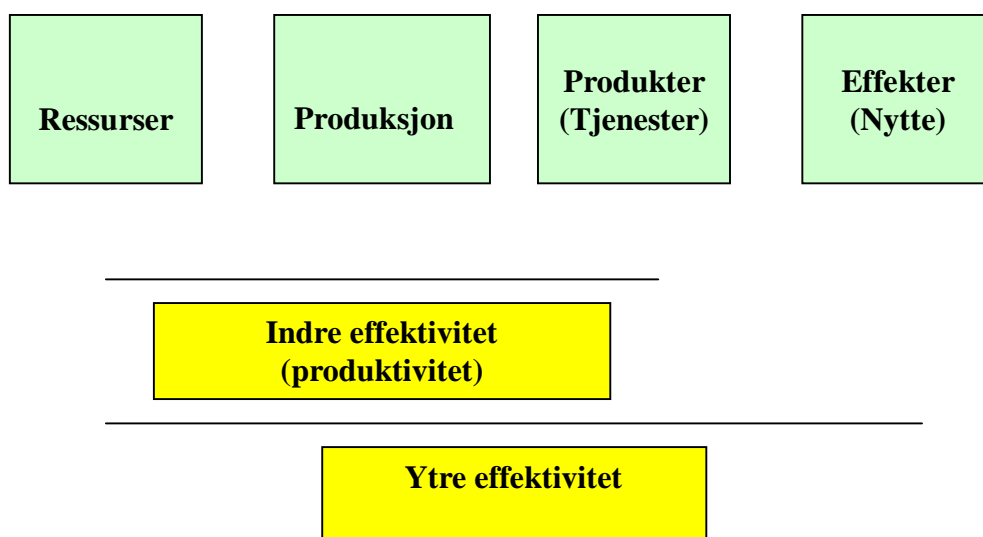 Ressurser
Produksjon
Produkter
(Tjenester)
Effekter
(Nytte)
Indre effektivitet
(produktivitet)
Ytre effektivitet